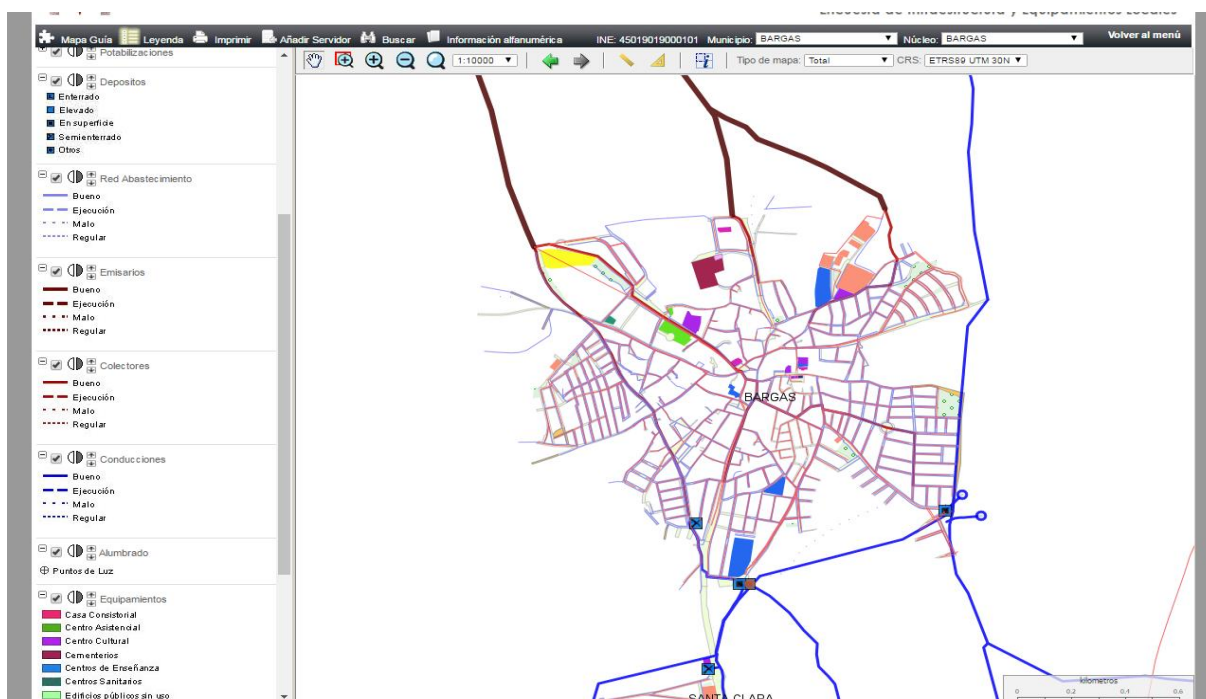 Encuesta de Infraestructura y Equipamientos Locales
Mapa Guía Leyenda Imprimir Añadir Servidor Buscar Información alfanumérica INE: 45019019000101 Municipio: BARGAS Núcleo: BARGAS Volver al menú
1:10000 Tipo de mapa: Total CRS: ETRS89 UTM 30N
Potabilizaciones
Depositos
Enterrado
Elevado
En superficie
Semienterrado
Otros
Red Abastecimiento
Bueno
Ejecución
Malo
Regular
Emisarios
Bueno
Ejecución
Malo
Regular
Colectores
Bueno
Ejecución
Malo
Regular
Conducciones
Bueno
Ejecución
Malo
Regular
Alumbrado
Puntos de Luz
Equipamientos
Casa Consistorial
Centro Asistencial
Centro Cultural
Cementerios
Centros de Enseñanza
Centros Sanitarios
Edificios públicos sin uso
BARGAS
SANTA CLARA
kilometros
0 0.2 0.4 0.6